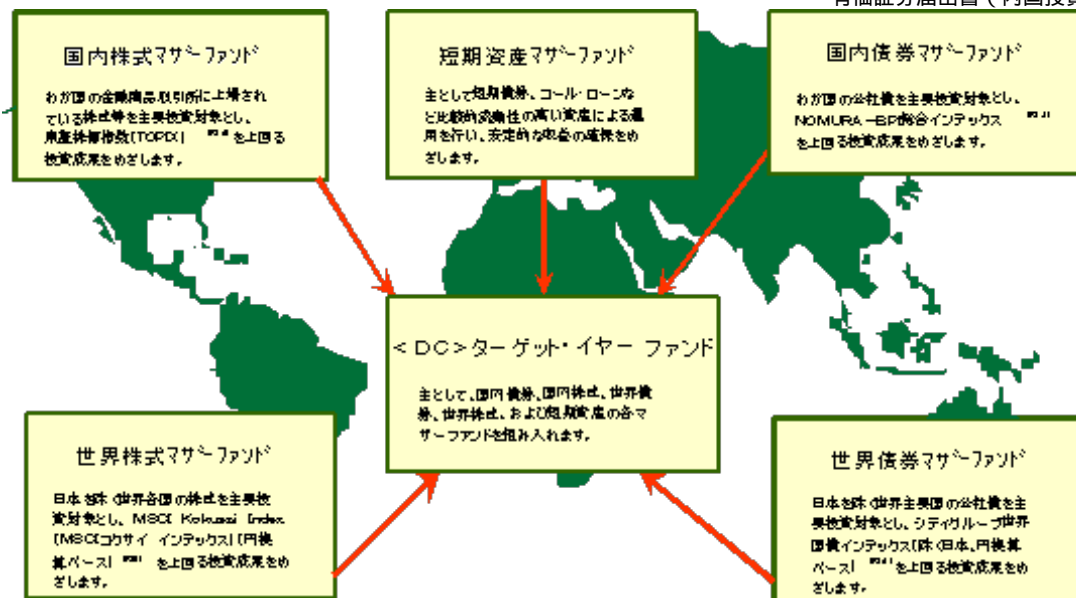 有価証券届出書（内国投資
国内株式マザーファンド
わが国の金融商品取引所に上場され
ている株式等を主要投資対象とし、
東証株価指数(TOPIX) を上回る
投資成果をめざします。
短期資産マザーファンド
主として短期債券、コール・ローンな
ど比較的流動性の高い資産による運
用を行い、安定的な収益の確保をめ
ざします。
国内債券マザーファンド
わが国の公社債を主要投資対象とし、
NOMURA-BPI総合インデックス
を上回る投資成果をめざします。
<DC>ターゲット・イヤー ファンド
主として、国内債券、国内株式、世界債
券、世界株式、および短期資産の各マ
ザーファンドを組み入れます。
世界株式マザーファンド
日本を除く世界各国の株式を主要投
資対象とし、MSCI Kokusai Index
(MSCIコクサイ インデックス)(円換
算ベース) を上回る投資成果をめ
ざします。
世界債券マザーファンド
日本を除く世界主要国の公社債を主
要投資対象とし、シティグループ世界
国債インデックス(除く日本、円換算
ベース) を上回る投資成果をめ
ざします。